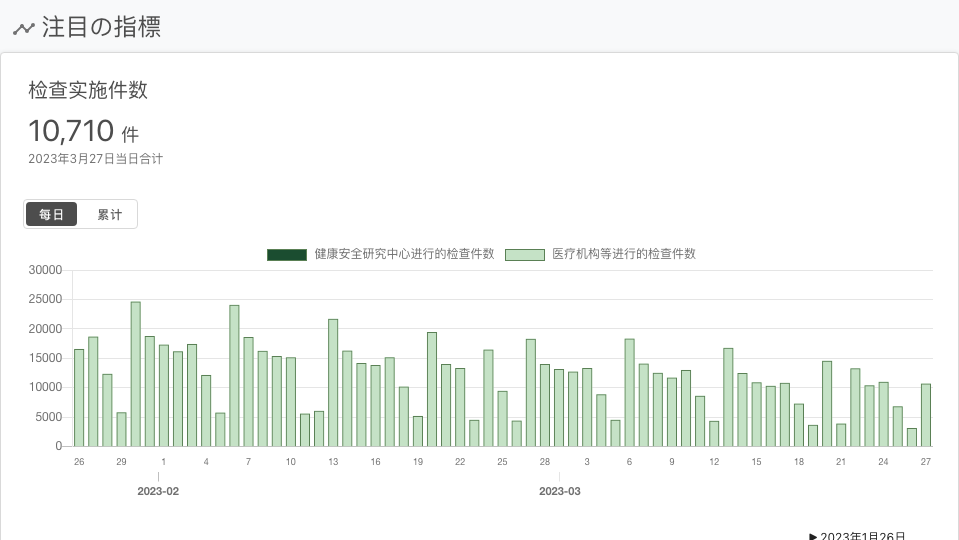 注目の指標
检查实施件数
10,710 件
2023年3月27日当日合计
每日 累计
健康安全研究中心进行的检查件数 医疗机构等进行的检查件数
30000
25000
20000
15000
10000
5000
0
26 29 1 4 7 10 13 16 19 22 25 28 3 6 9 12 15 18 21 24 27
2023-02 2023-03
▶ 2023年1月26日